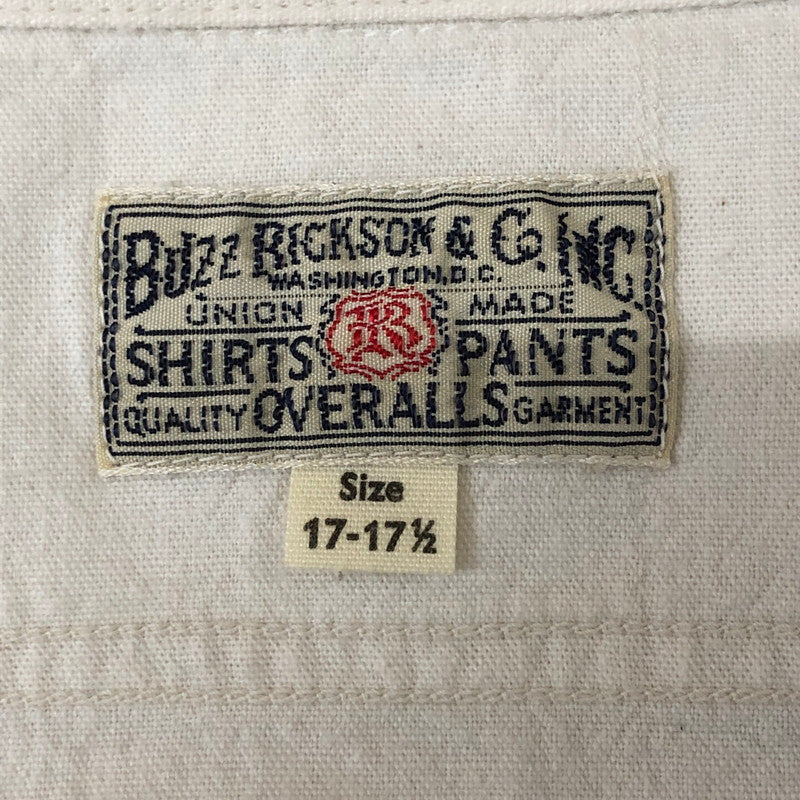 BUZZ RICKSON & CO. INC
WASHINGTON, D.C.
UNION MADE
R
SHIRTS PANTS
QUALITY OVERALLS GARMENT
Size
17-17½